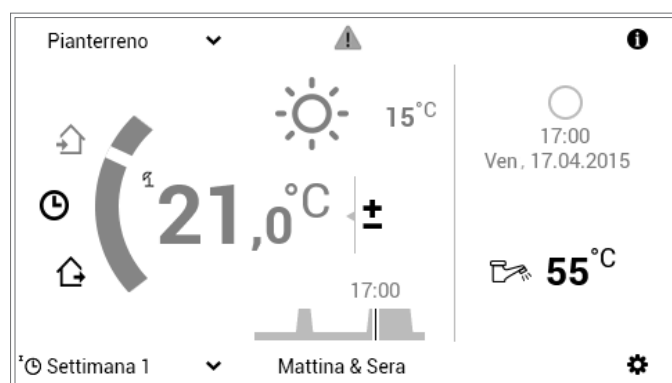 Pianterreno
15°C
17:00
Ven, 17.04.2015
21,0°C
±
55°C
17:00
Settimana 1
Mattina & Sera